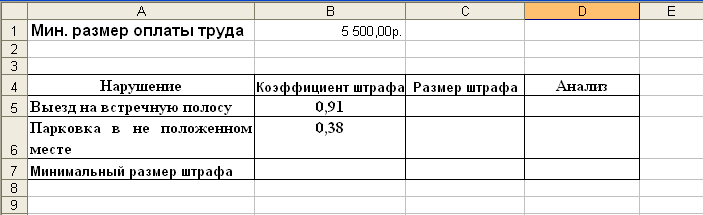 A B C D E
1 Мин. размер оплаты труда 5 500,00р.
2
3
4 Нарушение Коэффициент штрафа Размер штрафа Анализ
5 Выезд на встречную полосу 0,91
Парковка в не положенном 0,38
6 месте
7 Минимальный размер штрафа
8
9